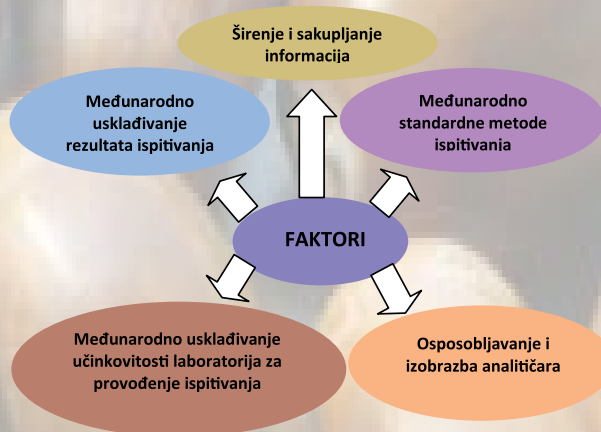 Širenje i sakupljanje
informacija
Međunarodno
usklađivanje
rezultata ispitivanja
Međunarodno
standardne metode
ispitivanja
FAKTORI
Međunarodno usklađivanje
učinkovitosti laboratorija za
provođenje ispitivanja
Osposobljavanje i
izobrazba analitičara